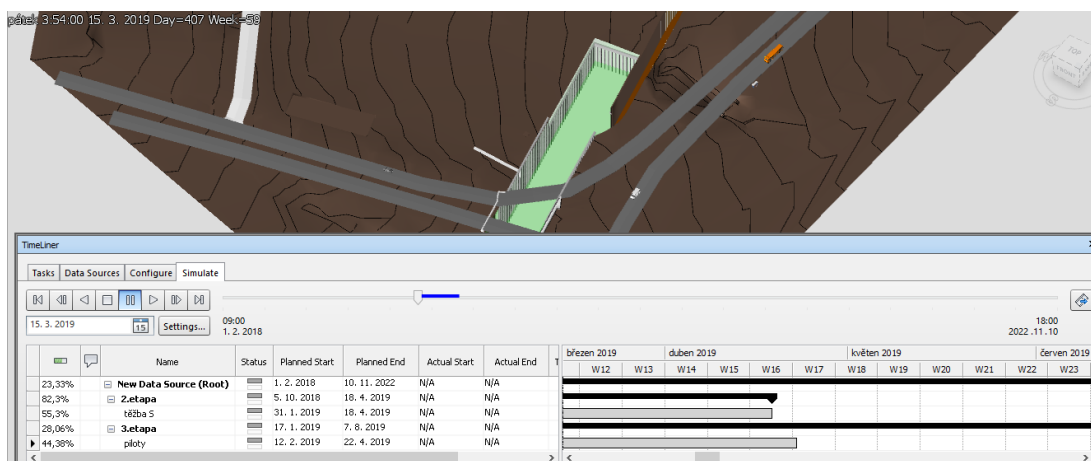 pátek 3:54:00 15. 3. 2019 Day=407 Week=58
TOP
FRONT
TimeLiner
Tasks Data Sources Configure Simulate
15. 3. 2019 15 Settings... 09:00 18:00
1. 2. 2018 2022 .11. 10
Name Status Planned Start Planned End Actual Start Actual End T březen 2019 duben 2019 květen 2019 červen 2019
W12 W13 W14 W15 W16 W17 W18 W19 W20 W21 W22 W23
23,33% New Data Source (Root) 1. 2. 2018 10. 11. 2022 N/A N/A
82,3% 2.etapa 5. 10. 2018 18. 4. 2019 N/A N/A
55,3% těžba S 31. 1. 2019 18. 4. 2019 N/A N/A
28,06% 3.etapa 17. 1. 2019 7. 8. 2019 N/A N/A
44,38% piloty 12. 2. 2019 22. 4. 2019 N/A N/A